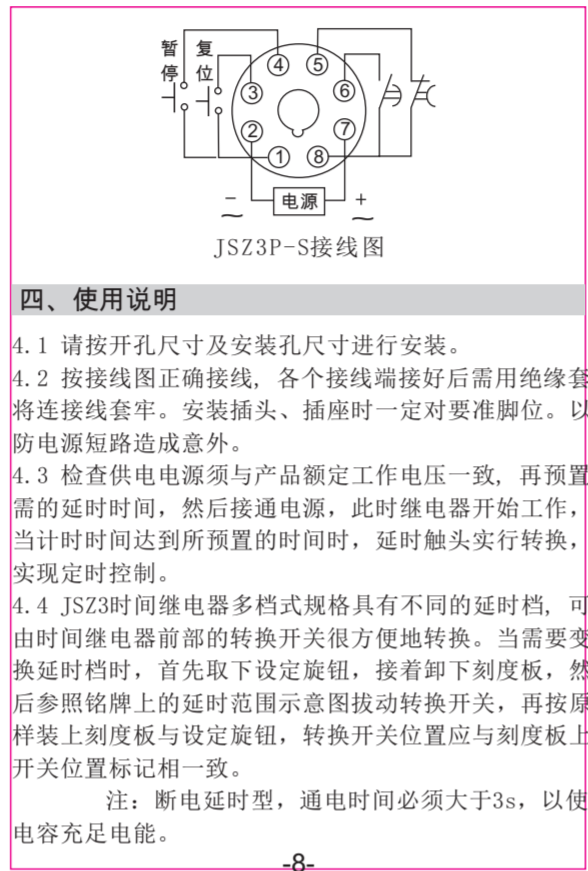 暂 复
停 位
④ ⑤
③ ⑥
② ⑦
① ⑧
− 电源 +
~ ~
JSZ3P-S接线图
四、使用说明
4.1 请按开孔尺寸及安装孔尺寸进行安装。
4.2 按接线图正确接线, 各个接线端接好后需用绝缘套
将连接线套牢。安装插头、插座时一定对要准脚位。以
防电源短路造成意外。
4.3 检查供电电源须与产品额定工作电压一致, 再预置
需的延时时间，然后接通电源，此时继电器开始工作，
当计时时间达到所预置的时间时，延时触头实行转换，
实现定时控制。
4.4 JSZ3时间继电器多档式规格具有不同的延时档, 可
由时间继电器前部的转换开关很方便地转换。当需要变
换延时档时，首先取下设定旋钮，接着卸下刻度板，然
后参照铭牌上的延时范围示意图拔动转换开关，再按原
样装上刻度板与设定旋钮，转换开关位置应与刻度板上
开关位置标记相一致。
注：断电延时型，通电时间必须大于3s，以使
电容充足电能。
-8-